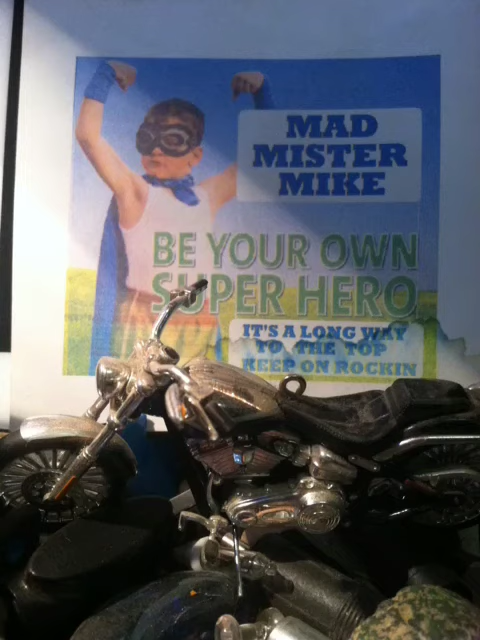 MAD
MISTER
MIKE
BE YOUR OWN
SUPER HERO
IT'S A LONG WAY
TO THE TOP
KEEP ON ROCKIN